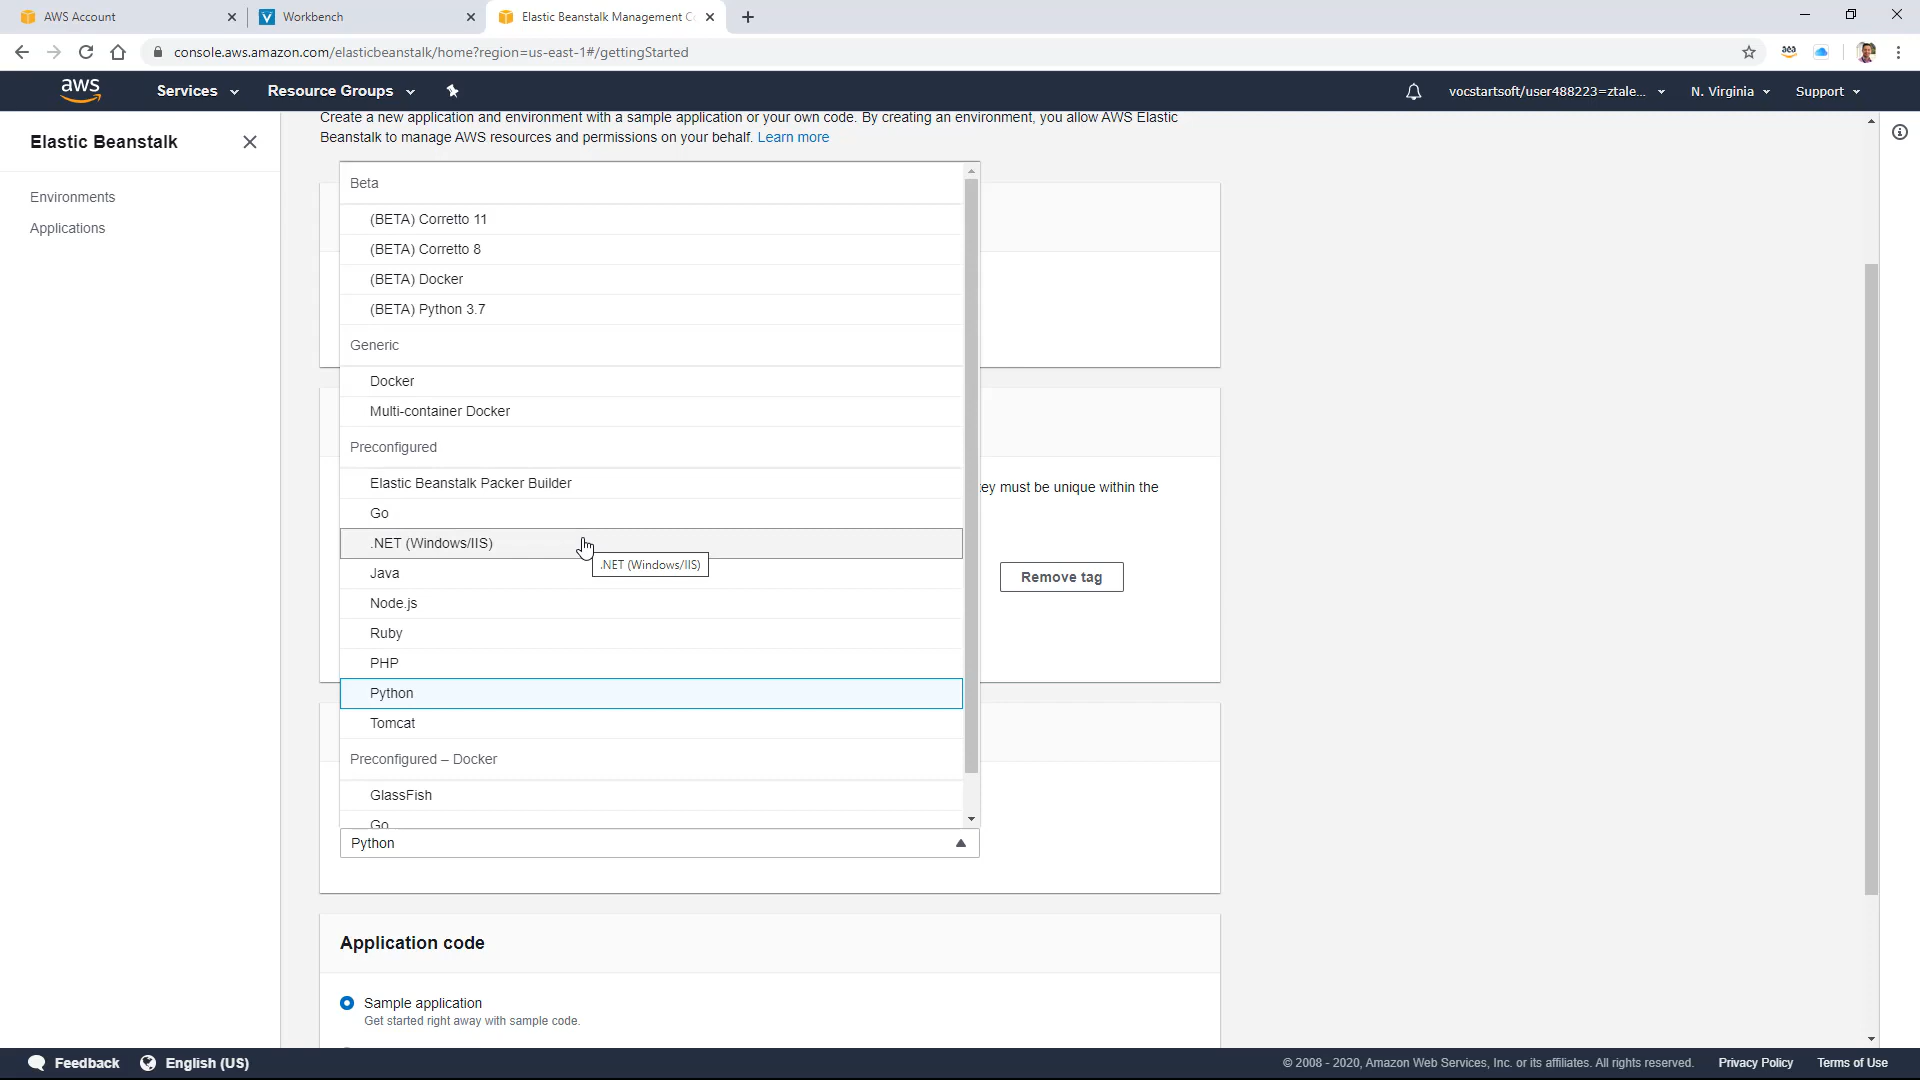 AWS Account
Workbench
Elastic Beanstalk Management C
console.aws.amazon.com/elasticbeanstalk/home?region=us-east-1#/gettingStarted
aws
Services
Resource Groups
vocstartsoft/user488223=ztale...
N. Virginia
Support
Elastic Beanstalk
Environments
Applications
Create a new application and environment with a sample application or your own code. By creating an environment, you allow AWS Elastic
Beanstalk to manage AWS resources and permissions on your behalf. Learn more
Beta
(BETA) Corretto 11
(BETA) Corretto 8
(BETA) Docker
(BETA) Python 3.7
Generic
Docker
Multi-container Docker
Preconfigured
Elastic Beanstalk Packer Builder
ey must be unique within the
Go
.NET (Windows/IIS)
.NET (Windows/IIS)
Java
Remove tag
Node.js
Ruby
PHP
Python
Tomcat
Preconfigured – Docker
GlassFish
Go
Python
Application code
Sample application
Get started right away with sample code.
Feedback
English (US)
© 2008 - 2020, Amazon Web Services, Inc. or its affiliates. All rights reserved.
Privacy Policy
Terms of Use